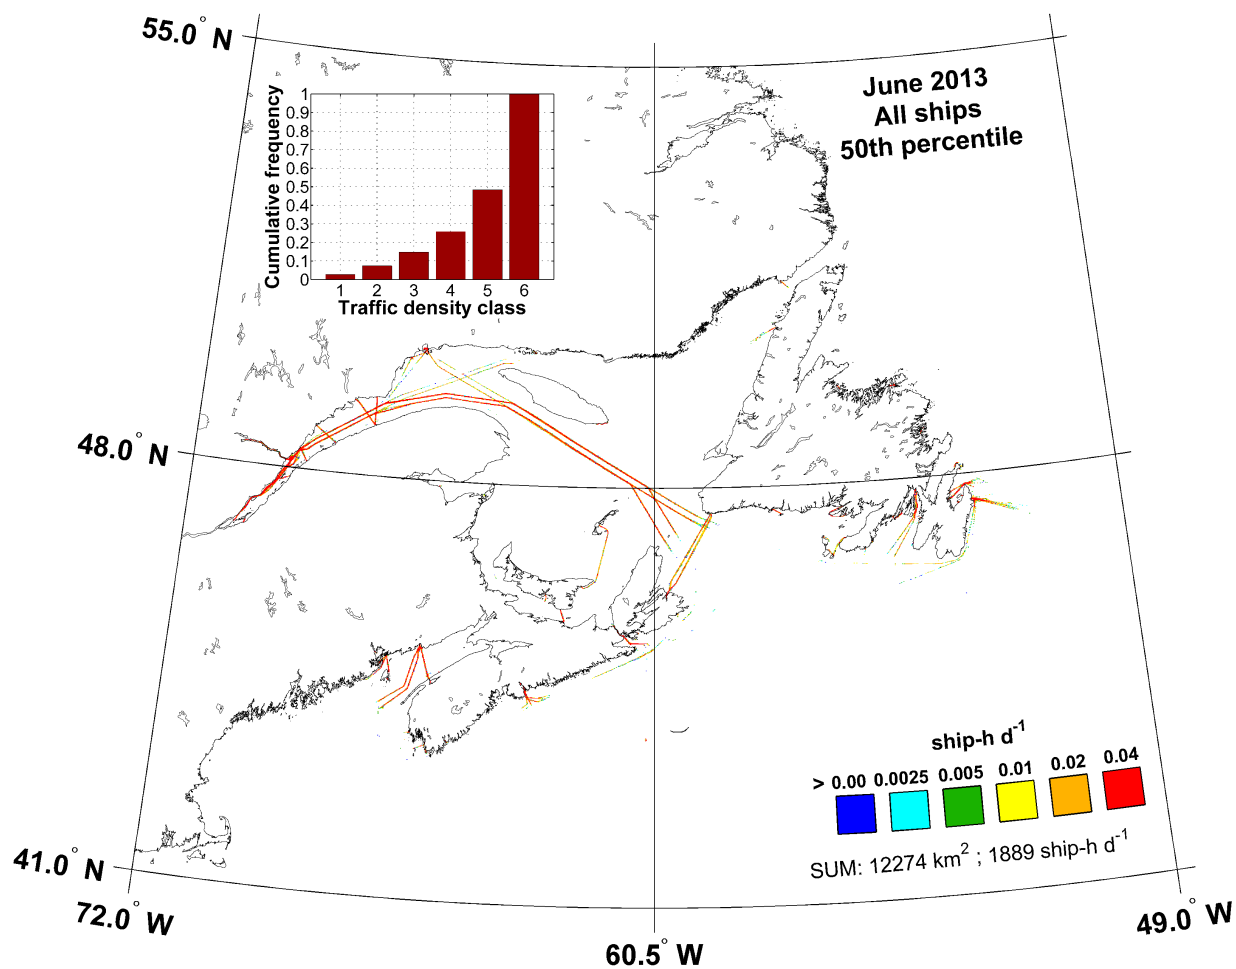 55.0° N
June 2013
All ships
50th percentile
Cumulative frequency
1
0.9
0.8
0.7
0.6
0.5
0.4
0.3
0.2
0.1
0
1 2 3 4 5 6
Traffic density class
48.0° N
ship-h d-1
> 0.00 0.0025 0.005 0.01 0.02 0.04
SUM: 12274 km2 ; 1889 ship-h d-1
41.0° N
72.0° W
60.5° W
49.0° W